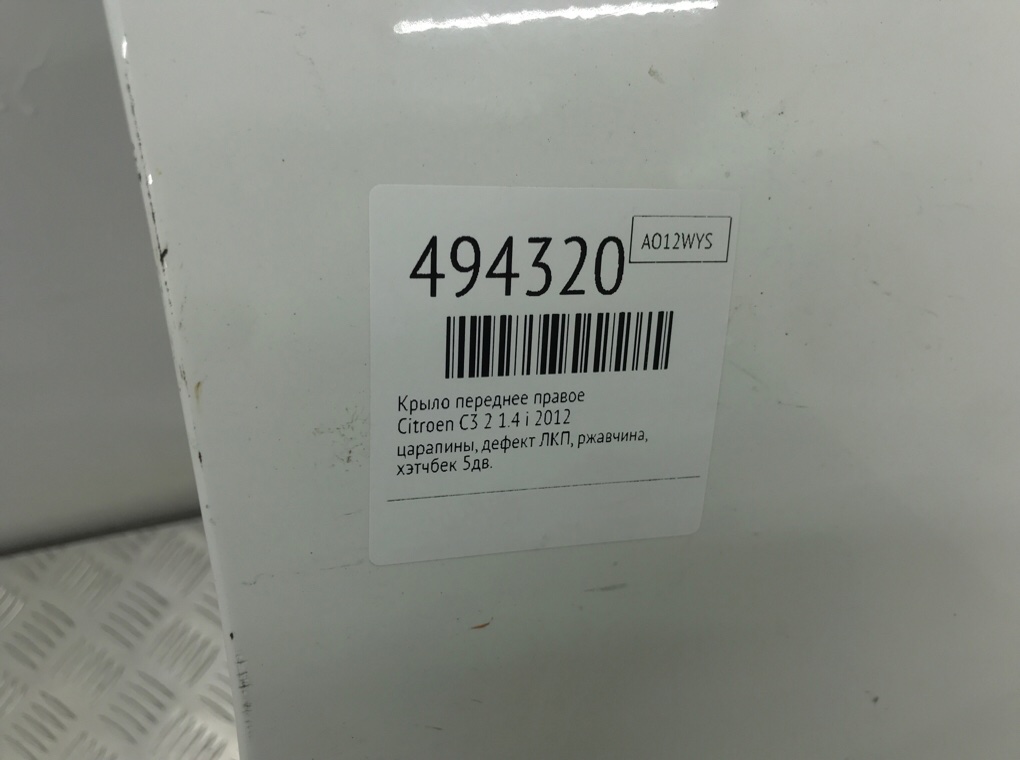 494320
AO12WYS
Крыло переднее правое
Citroen C3 2 1.4 i 2012
царапины, дефект ЛКП, ржавчина,
хэтчбек 5дв.